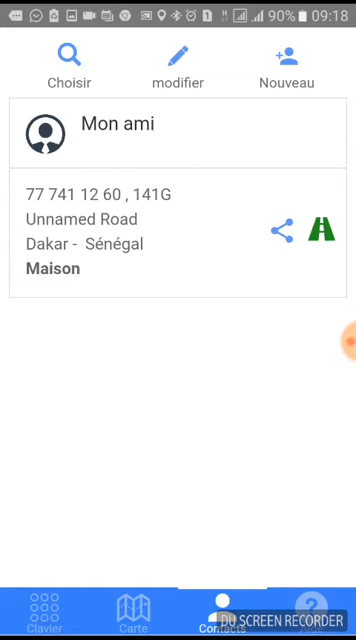 90% 09:18
Choisir modifier Nouveau
Mon ami
77 741 12 60 , 141G
Unnamed Road
Dakar - Sénégal
Maison
Clavier Carte Contacts
DU SCREEN RECORDER